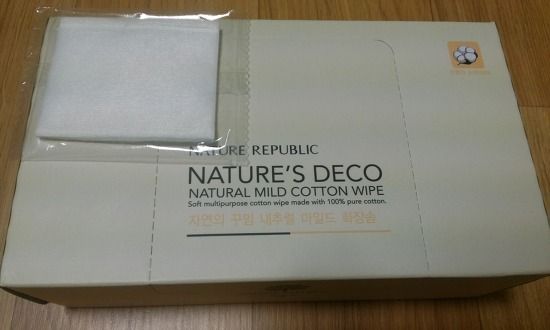 NATURE REPUBLIC
NATURE'S DECO
NATURAL MILD COTTON WIPE
Soft multipurpose cotton wipe made with 100% pure cotton.
자연의 꾸밈 내추럴 마일드 화장솜